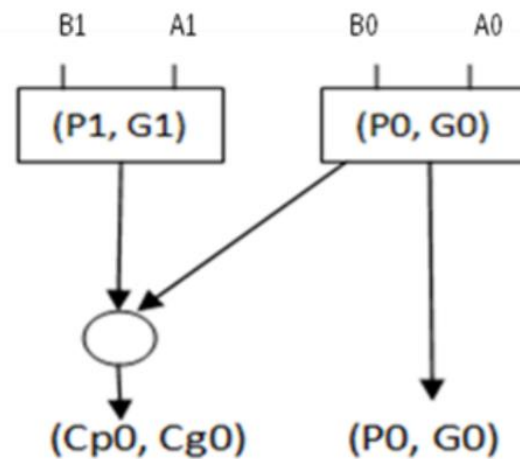 B1 A1 B0 A0
(P1, G1) (P0, G0)
(Cp0, Cg0) (P0, G0)